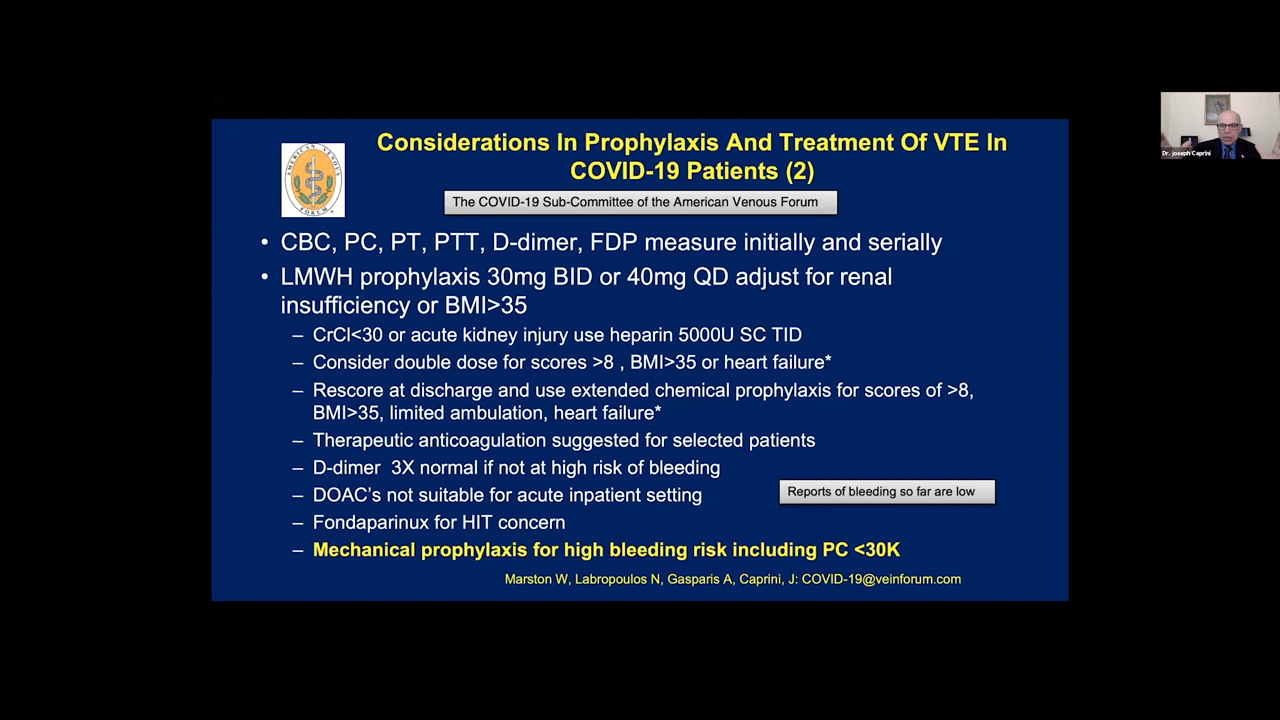 Considerations In Prophylaxis And Treatment Of VTE In
COVID-19 Patients (2)
AMERICAN VENOUS
FORUM
The COVID-19 Sub-Committee of the American Venous Forum
• CBC, PC, PT, PTT, D-dimer, FDP measure initially and serially
• LMWH prophylaxis 30mg BID or 40mg QD adjust for renal
insufficiency or BMI>35
– CrCl<30 or acute kidney injury use heparin 5000U SC TID
– Consider double dose for scores >8 , BMI>35 or heart failure*
– Rescore at discharge and use extended chemical prophylaxis for scores of >8,
BMI>35, limited ambulation, heart failure*
– Therapeutic anticoagulation suggested for selected patients
– D-dimer 3X normal if not at high risk of bleeding
– DOAC's not suitable for acute inpatient setting
Reports of bleeding so far are low
– Fondaparinux for HIT concern
– Mechanical prophylaxis for high bleeding risk including PC <30K
Marston W, Labropoulos N, Gasparis A, Caprini, J: COVID-19@veinforum.com
Dr. joseph Caprini